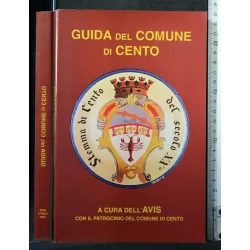 GUIDA DEL COMUNE
DI CENTO
Stemma di Cento del secolo XI°
A CURA DELL'AVIS
CON IL PATROCINIO DEL COMUNE DI CENTO
GUIDA DEL COMUNE DI CENTO